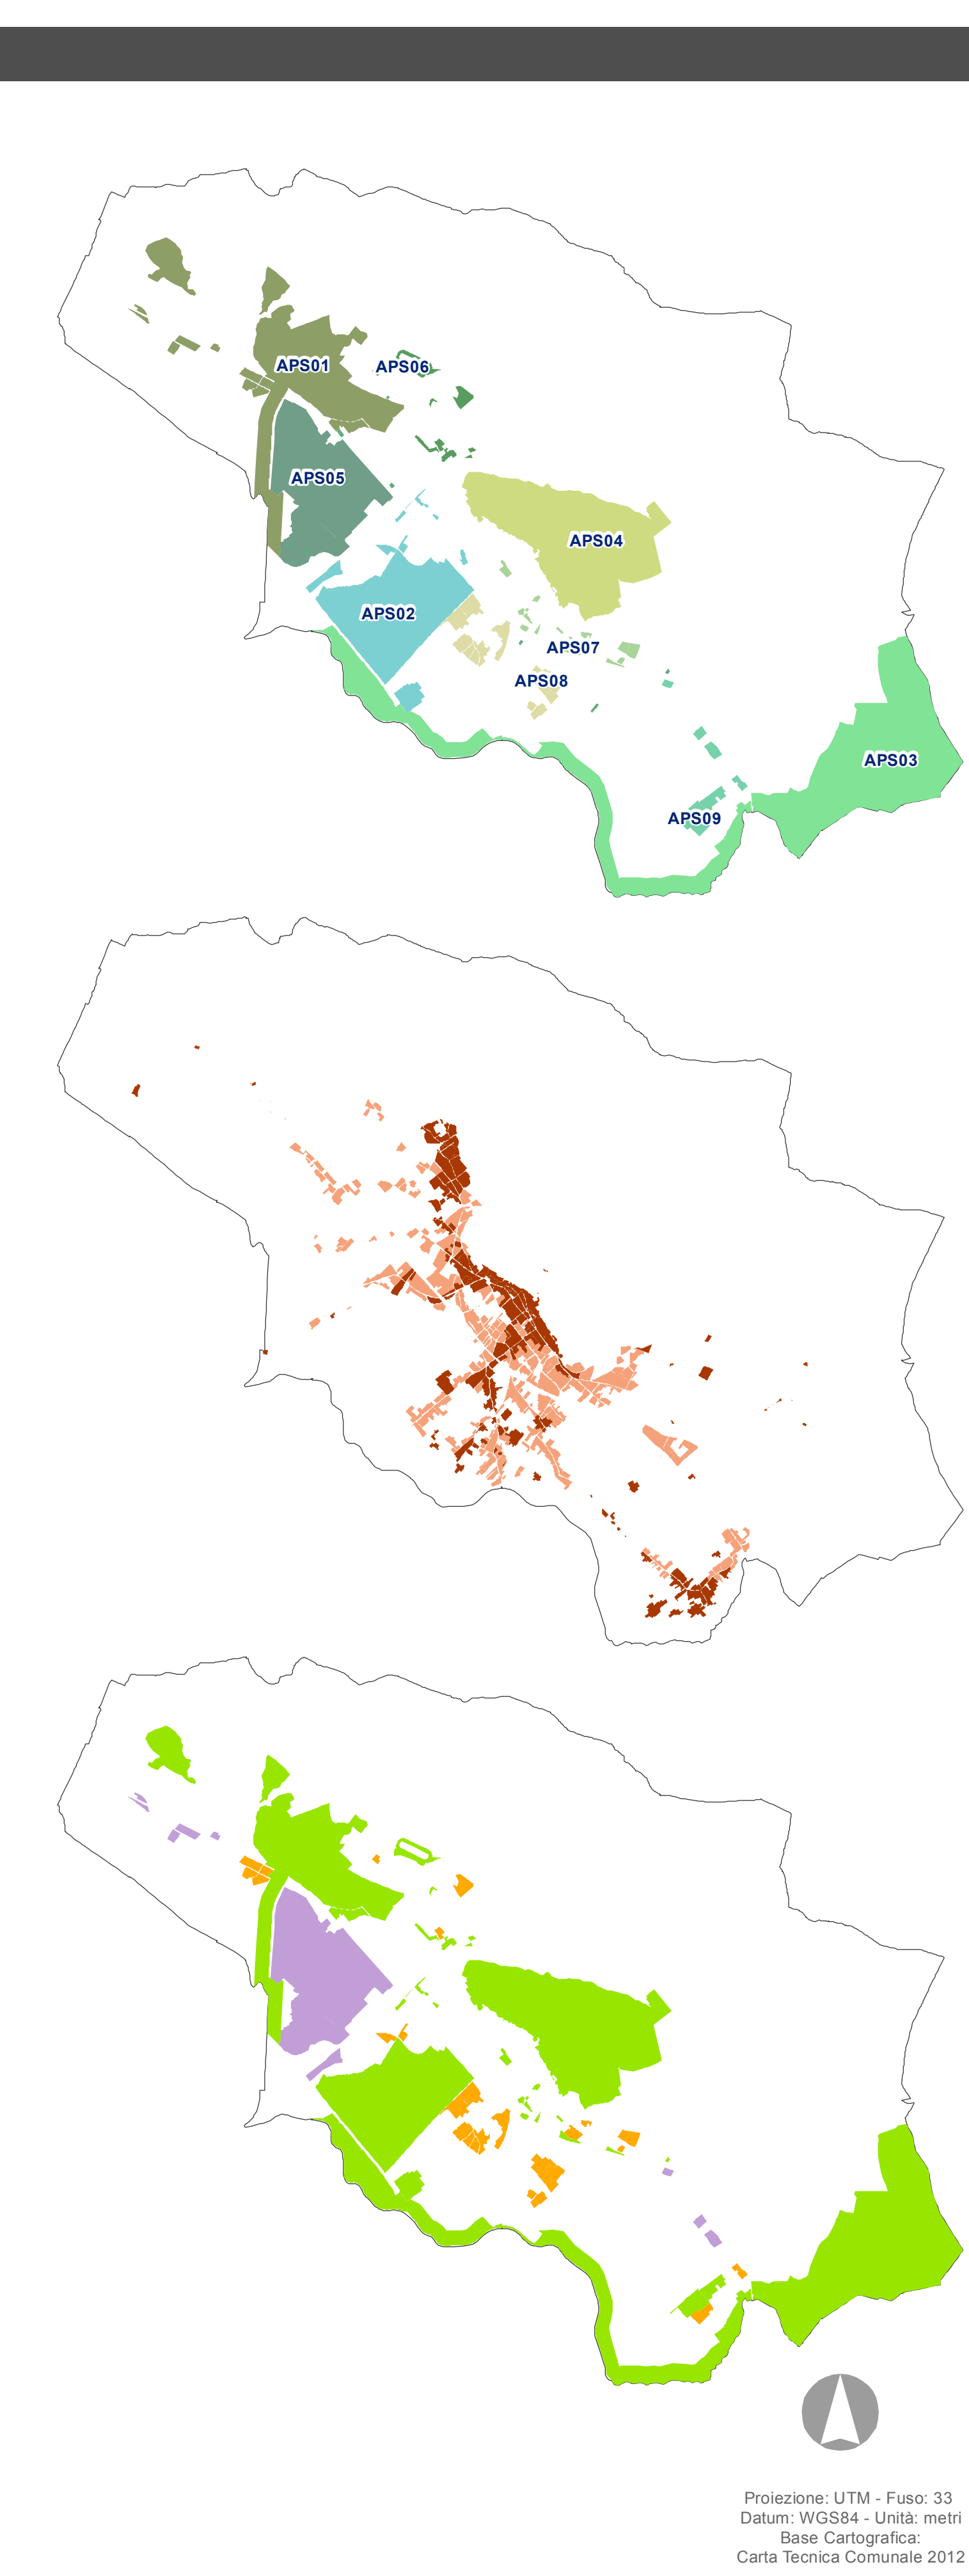 APS01
APS06
APS05
APS04
APS02
APS07
APS08
APS03
APS09
Proiezione: UTM - Fuso: 33
Datum: WGS84 - Unità: metri
Base Cartografica:
Carta Tecnica Comunale 2012